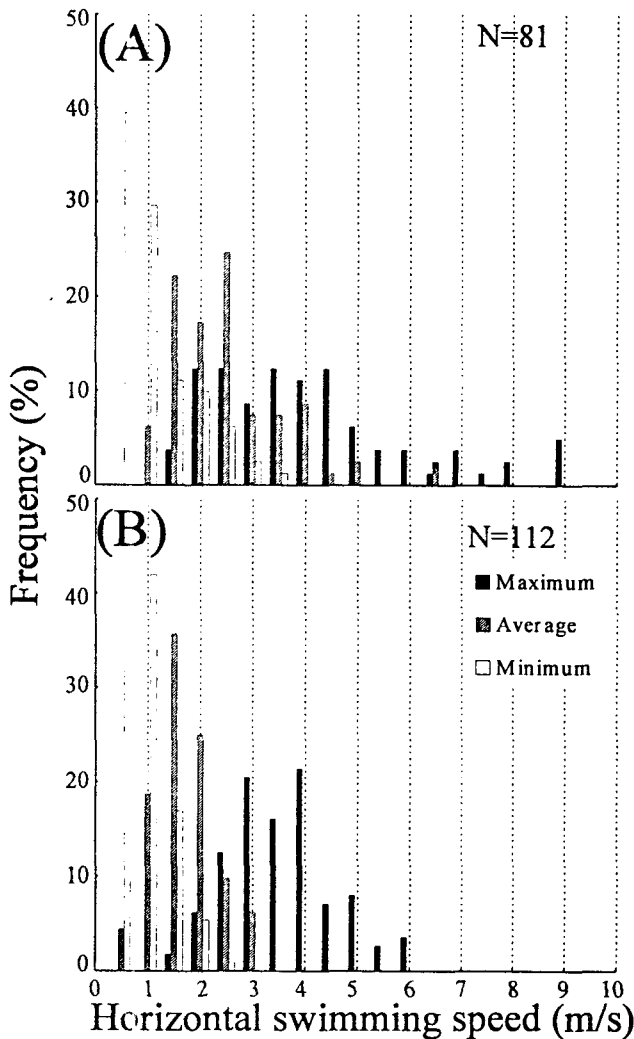 50
(A)
N=81
40
30
20
10
0
50
(B)
N=112
Maximum
Average
Minimum
40
30
20
10
0
Frequency (%)
0 1 2 3 4 5 6 7 8 9 10
Horizontal swimming speed (m/s)